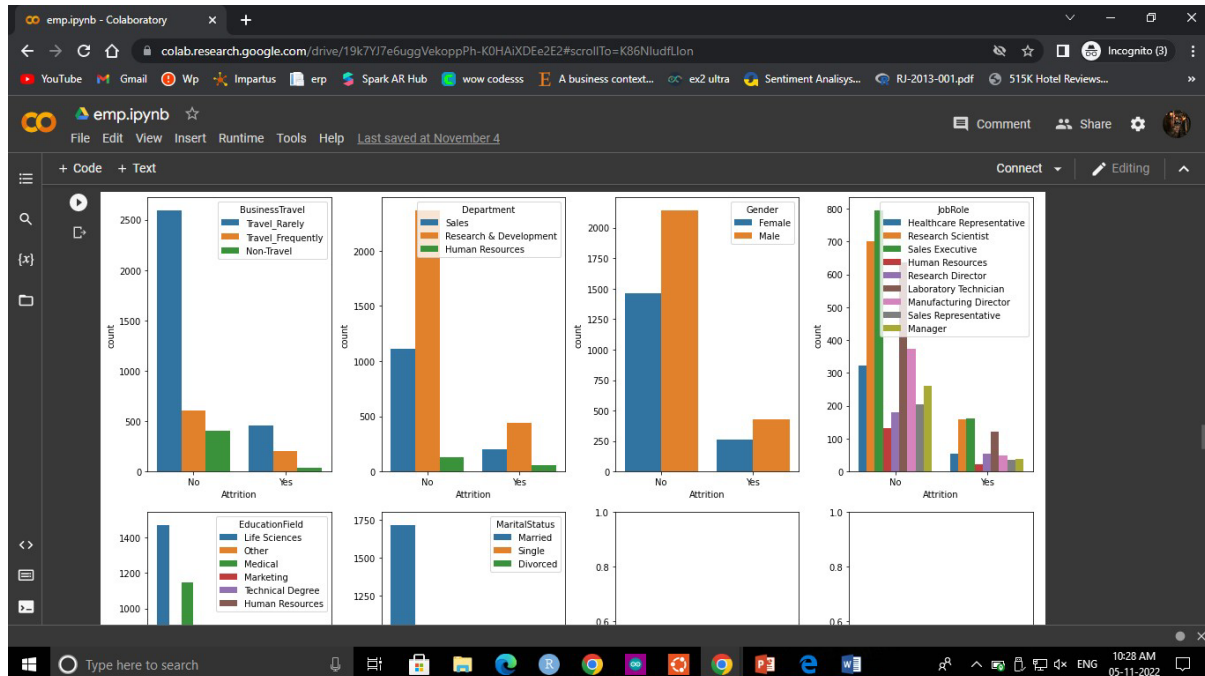 emp.ipynb - Colaboratory
colab.research.google.com/drive/19k7YJ7e6uggVekoppPh-K0HAiXDEe2E2#scrollTo=K86NIudfLIon
Incognito (3)
YouTube Gmail Wp Impartus erp Spark AR Hub wow codesss A business context... ex2 ultra Sentiment Analisys... RJ-2013-001.pdf 515K Hotel Reviews... »
emp.ipynb
Comment Share
File Edit View Insert Runtime Tools Help Last saved at November 4
+ Code + Text Connect Editing
{x}
BusinessTravel
Travel_Rarely
Travel_Frequently
Non-Travel
2500
2000
1500
1000
500
0
count
No Yes
Attrition
Department
Sales
Research & Development
Human Resources
2000
1500
1000
500
0
count
No Yes
Attrition
Gender
Female
Male
2000
1750
1500
1250
1000
750
500
250
0
count
No Yes
Attrition
JobRole
Healthcare Representative
Research Scientist
Sales Executive
Human Resources
Research Director
Laboratory Technician
Manufacturing Director
Sales Representative
Manager
800
700
600
500
400
300
200
100
0
count
No Yes
Attrition
EducationField
Life Sciences
Other
Medical
Marketing
Technical Degree
Human Resources
1400
1200
1000
MaritalStatus
Married
Single
Divorced
1750
1500
1250
1.0
0.8
0.6
1.0
0.8
0.6
Type here to search
ENG
10:28 AM
05-11-2022